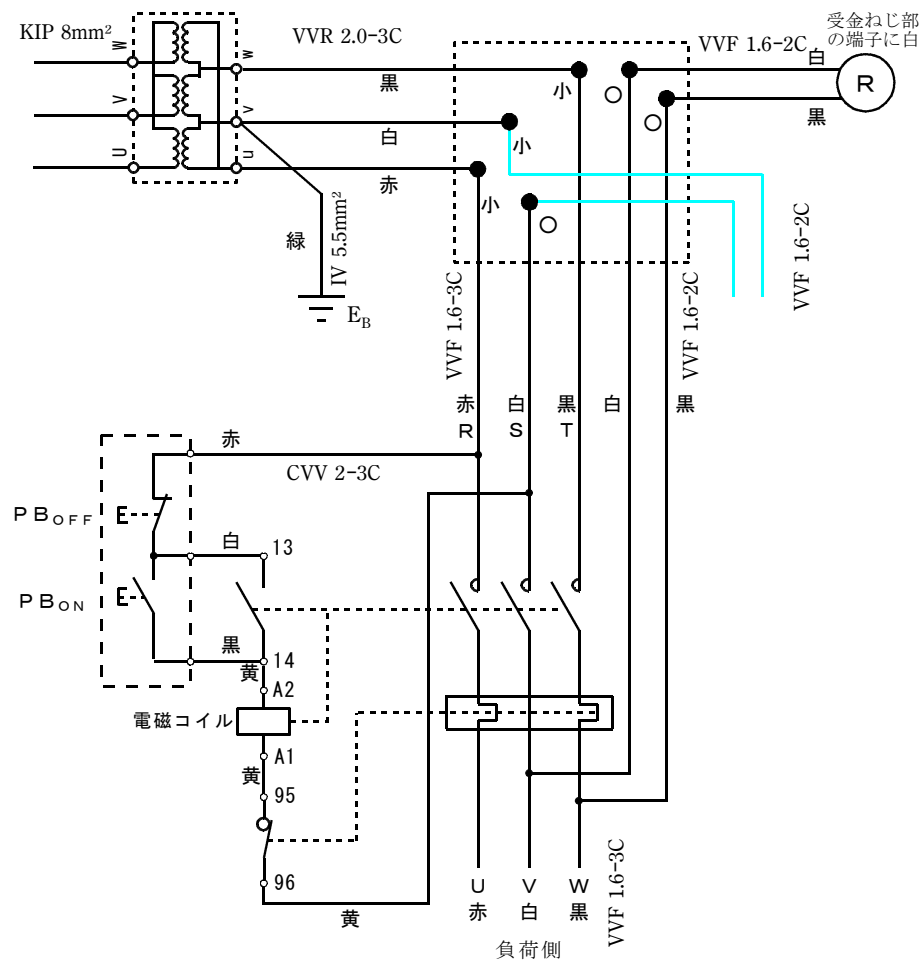 KIP 8mm²
VVR 2.0-3C
VVF 1.6-2C
受金ねじ部
の端子に白
W
V
U
w
v
u
黒
白
赤
小
小
小
白
黒
R
緑
IV 5.5mm²
E_B
VVF 1.6-2C
VVF 1.6-3C
VVF 1.6-2C
赤
白
黒
白
黒
R
S
T
赤
CVV 2-3C
PB_OFF
白
13
PB_ON
黒
14
黄
A2
電磁コイル
A1
黄
95
96
黄
U
V
W
赤
白
黒
VVF 1.6-3C
負荷側